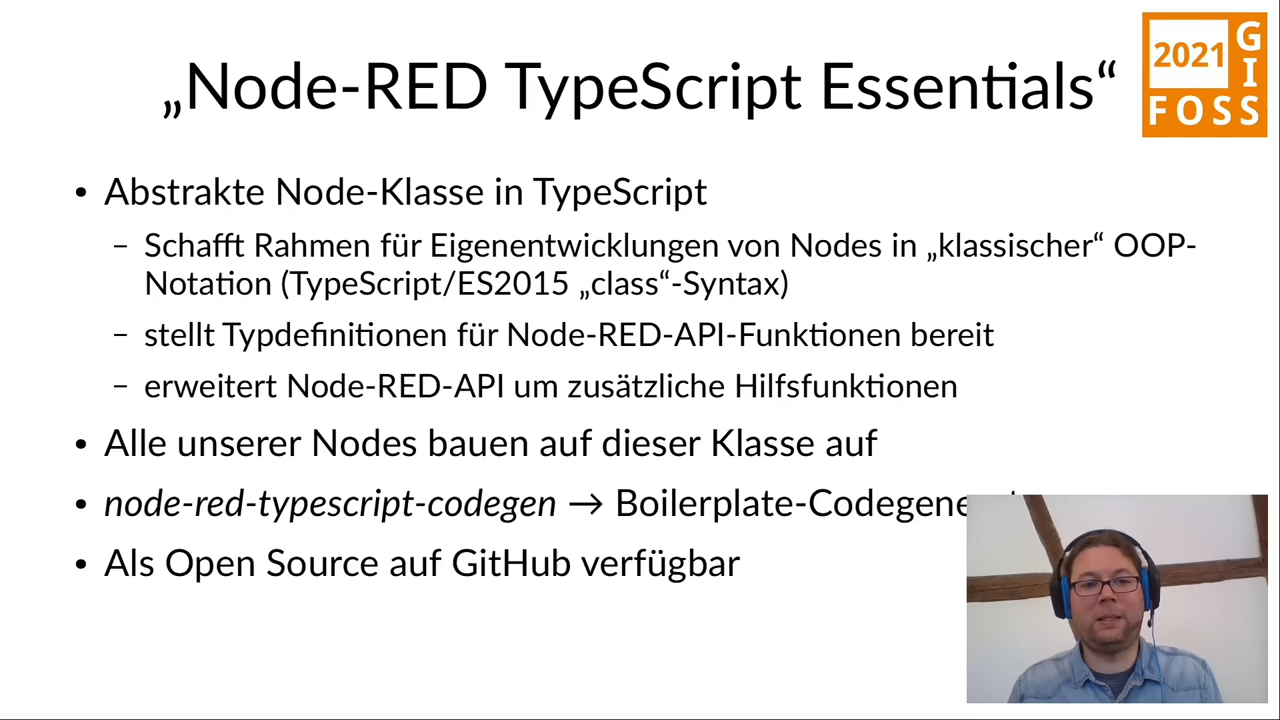 „Node-RED TypeScript Essentials“
2021
G
I
FOSS
• Abstrakte Node-Klasse in TypeScript
– Schafft Rahmen für Eigenentwicklungen von Nodes in „klassischer“ OOP-
Notation (TypeScript/ES2015 „class“-Syntax)
– stellt Typdefinitionen für Node-RED-API-Funktionen bereit
– erweitert Node-RED-API um zusätzliche Hilfsfunktionen
• Alle unserer Nodes bauen auf dieser Klasse auf
• node-red-typescript-codegen →
• Als Open Source auf GitHub verfügbar